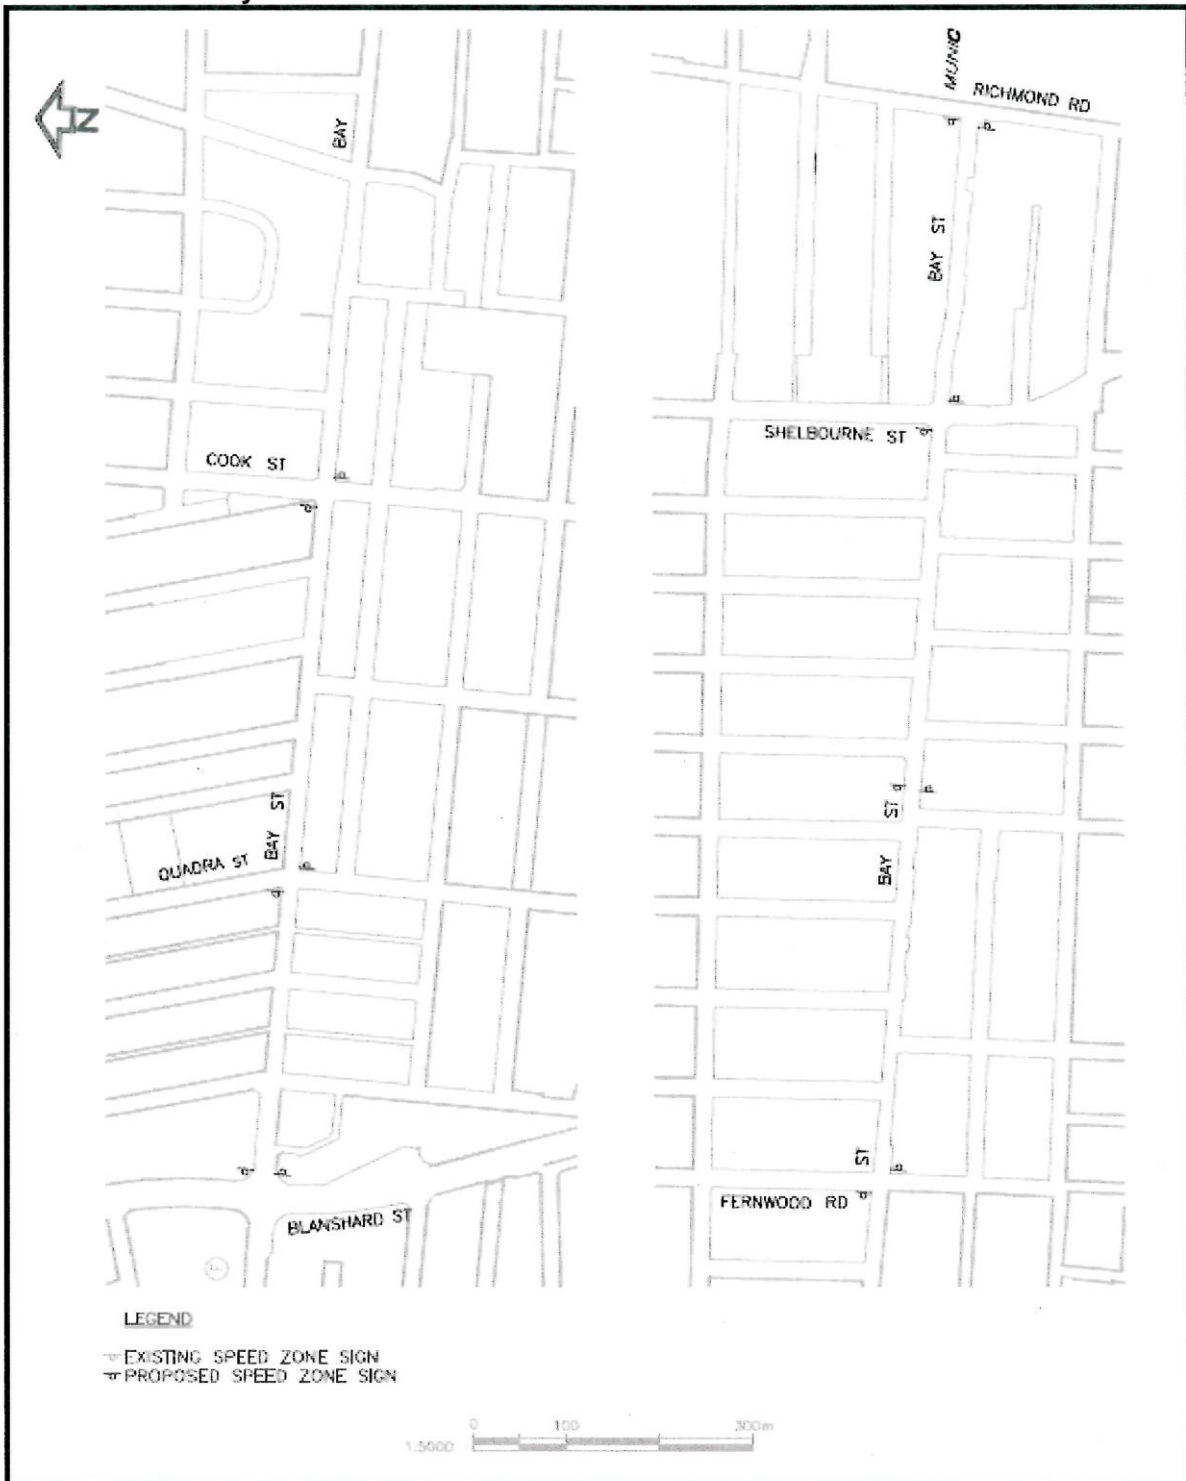 N
BAY
MUNIC
RICHMOND RD
BAY ST
COOK ST
SHELBOURNE ST
BAY ST
QUADRA ST
BAY ST
ST
FERNWOOD RD
BLANSHARD ST
LEGEND
EXISTING SPEED ZONE SIGN
PROPOSED SPEED ZONE SIGN
0 100 300m
1:5000